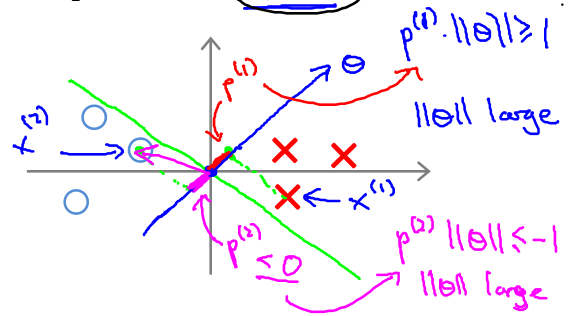 p^(1) · ||θ|| ≥ 1
θ
p^(1)
||θ|| large
x^(2)
x^(1)
p^(2)
< 0
p^(2) ||θ|| ≤ -1
||θ|| large